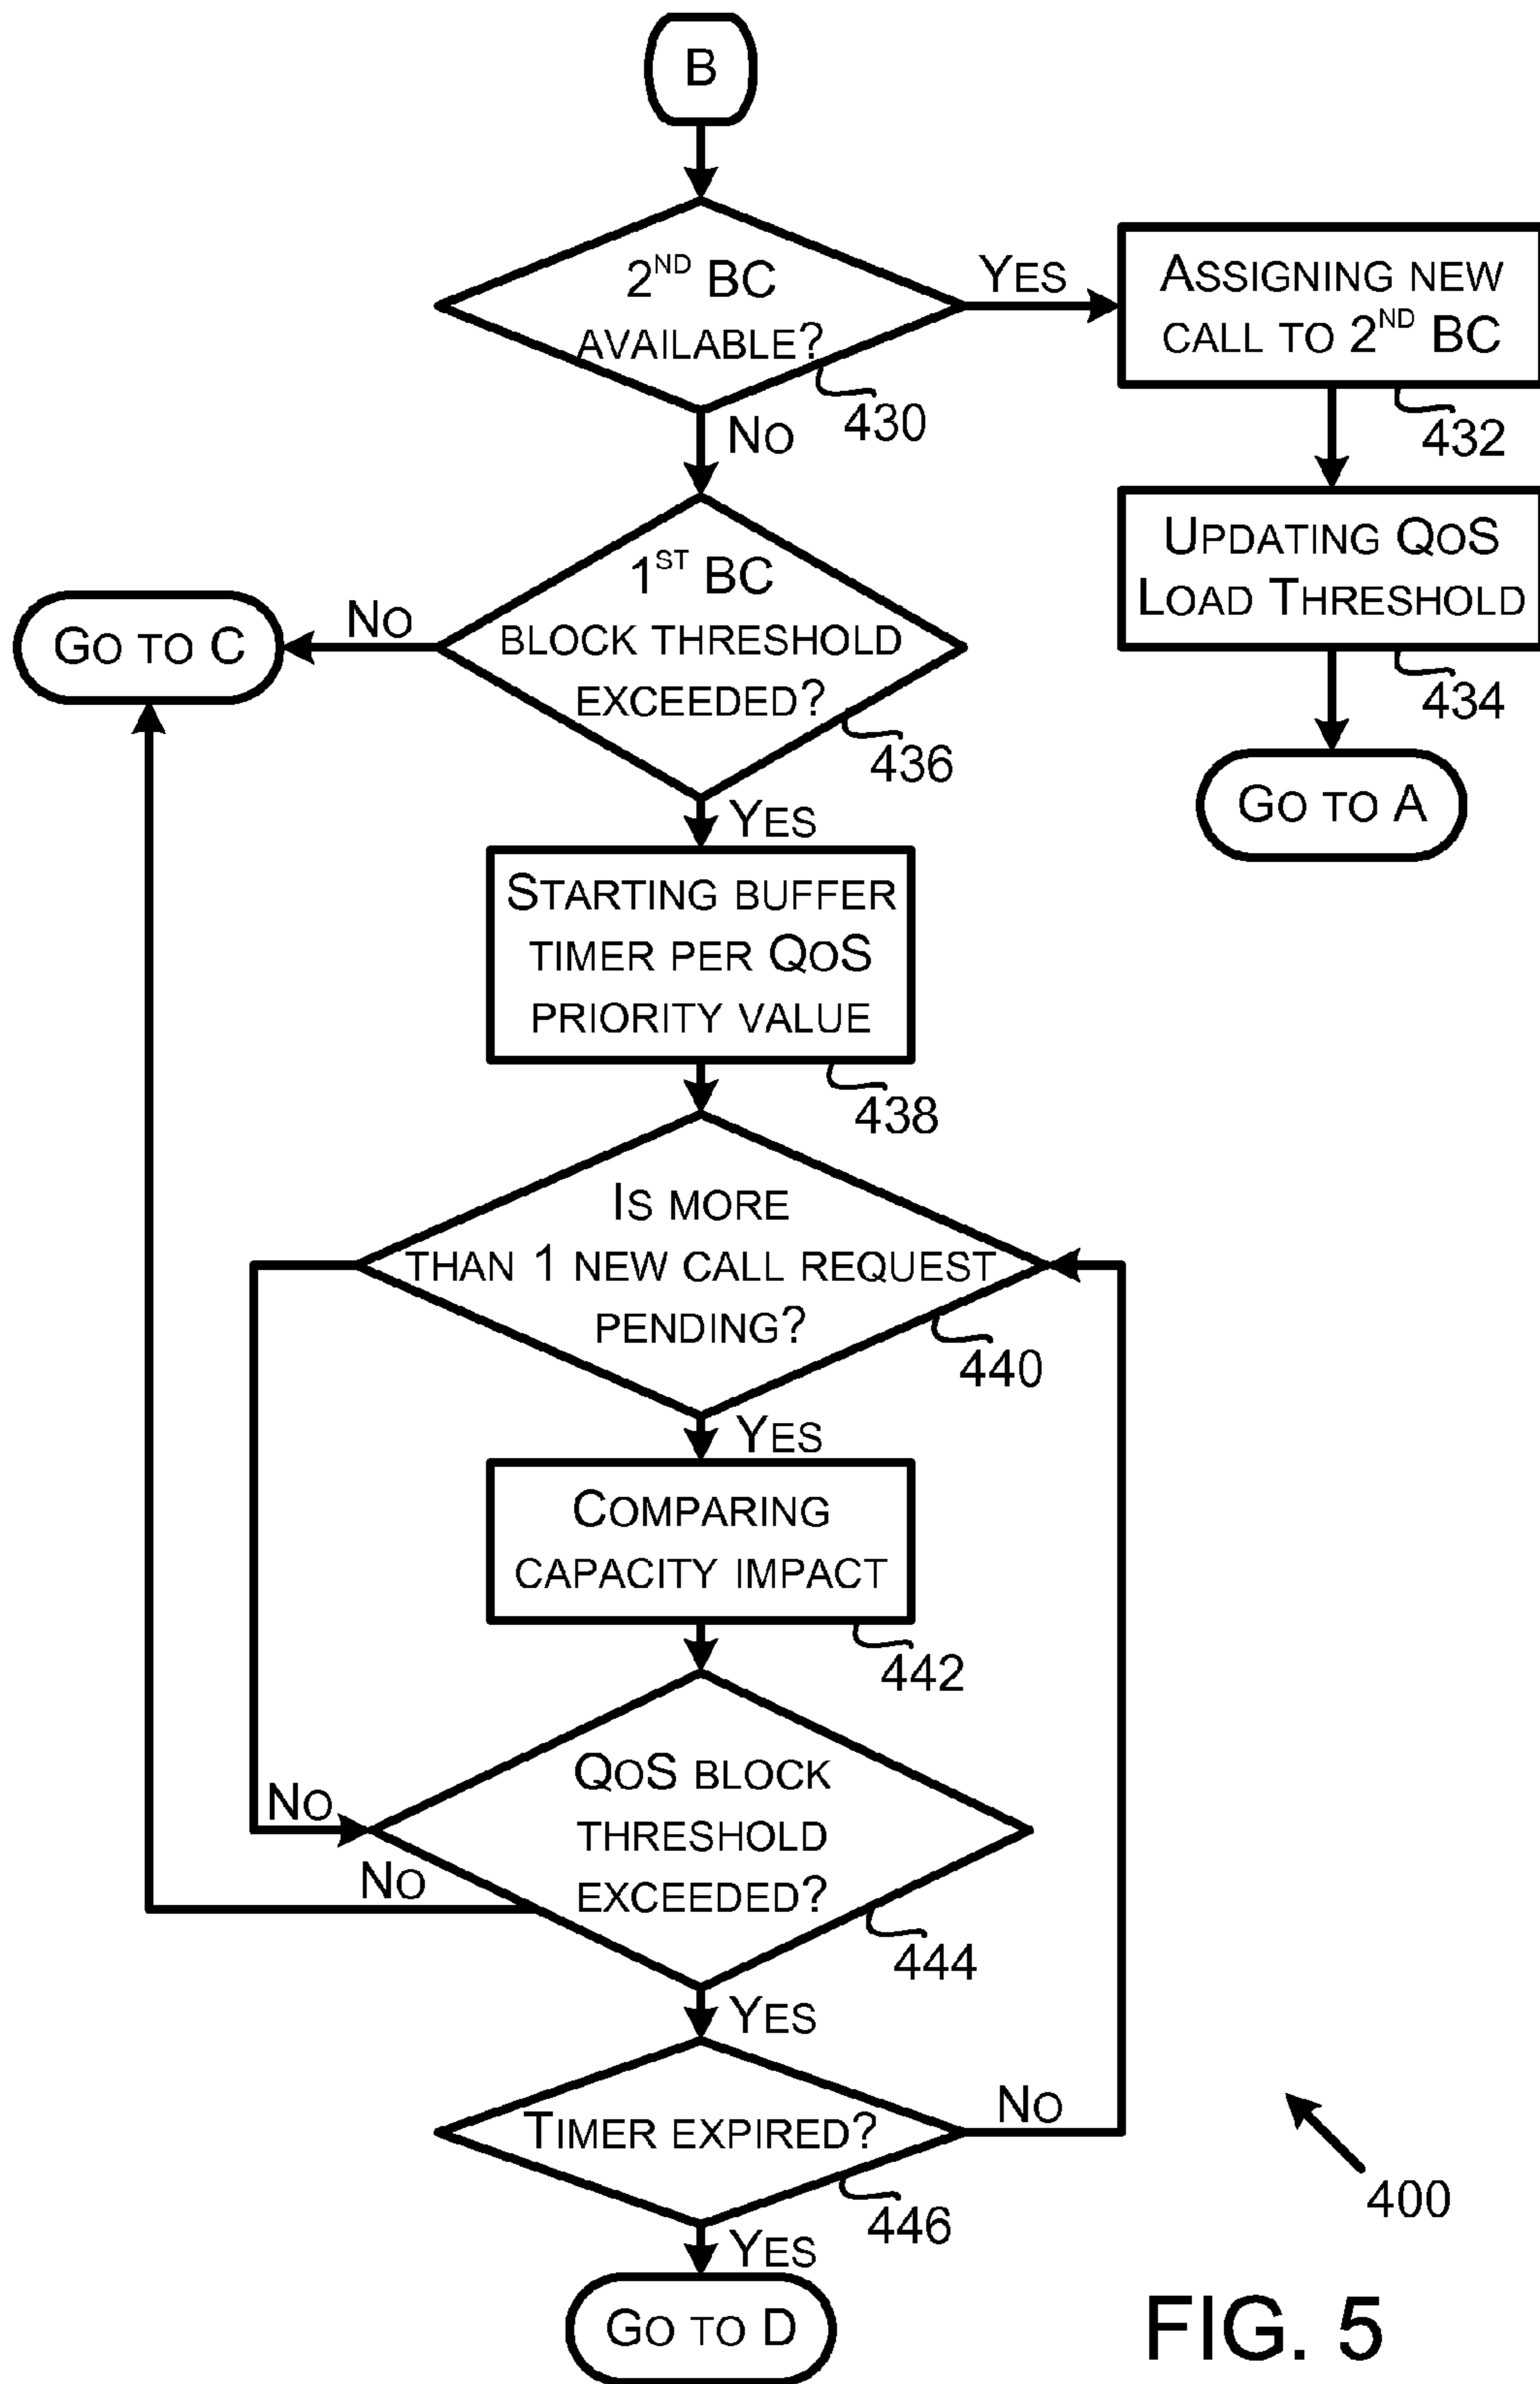 B
2ND BC
AVAILABLE?
YES
430
NO
ASSIGNING NEW
CALL TO 2ND BC
432
UPDATING QOS
LOAD THRESHOLD
434
GO TO A
1ST BC
BLOCK THRESHOLD
EXCEEDED?
NO
GO TO C
436
YES
STARTING BUFFER
TIMER PER QOS
PRIORITY VALUE
438
IS MORE
THAN 1 NEW CALL REQUEST
PENDING?
440
YES
COMPARING
CAPACITY IMPACT
442
NO
QOS BLOCK
THRESHOLD
EXCEEDED?
NO
444
YES
TIMER EXPIRED?
NO
446
YES
GO TO D
400
FIG. 5